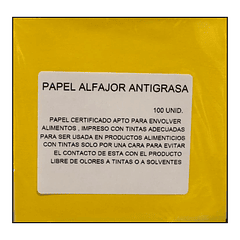 PAPEL ALFAJOR ANTIGRASA
100 UNID.
PAPEL CERTIFICADO APTO PARA ENVOLVER
ALIMENTOS , IMPRESO CON TINTAS ADECUADAS
PARA SER USADA EN PRODUCTOS ALIMENTICIOS
CON TINTAS SOLO POR UNA CARA PARA EVITAR
EL CONTACTO DE ESTA CON EL PRODUCTO
LIBRE DE OLORES A TINTAS O A SOLVENTES